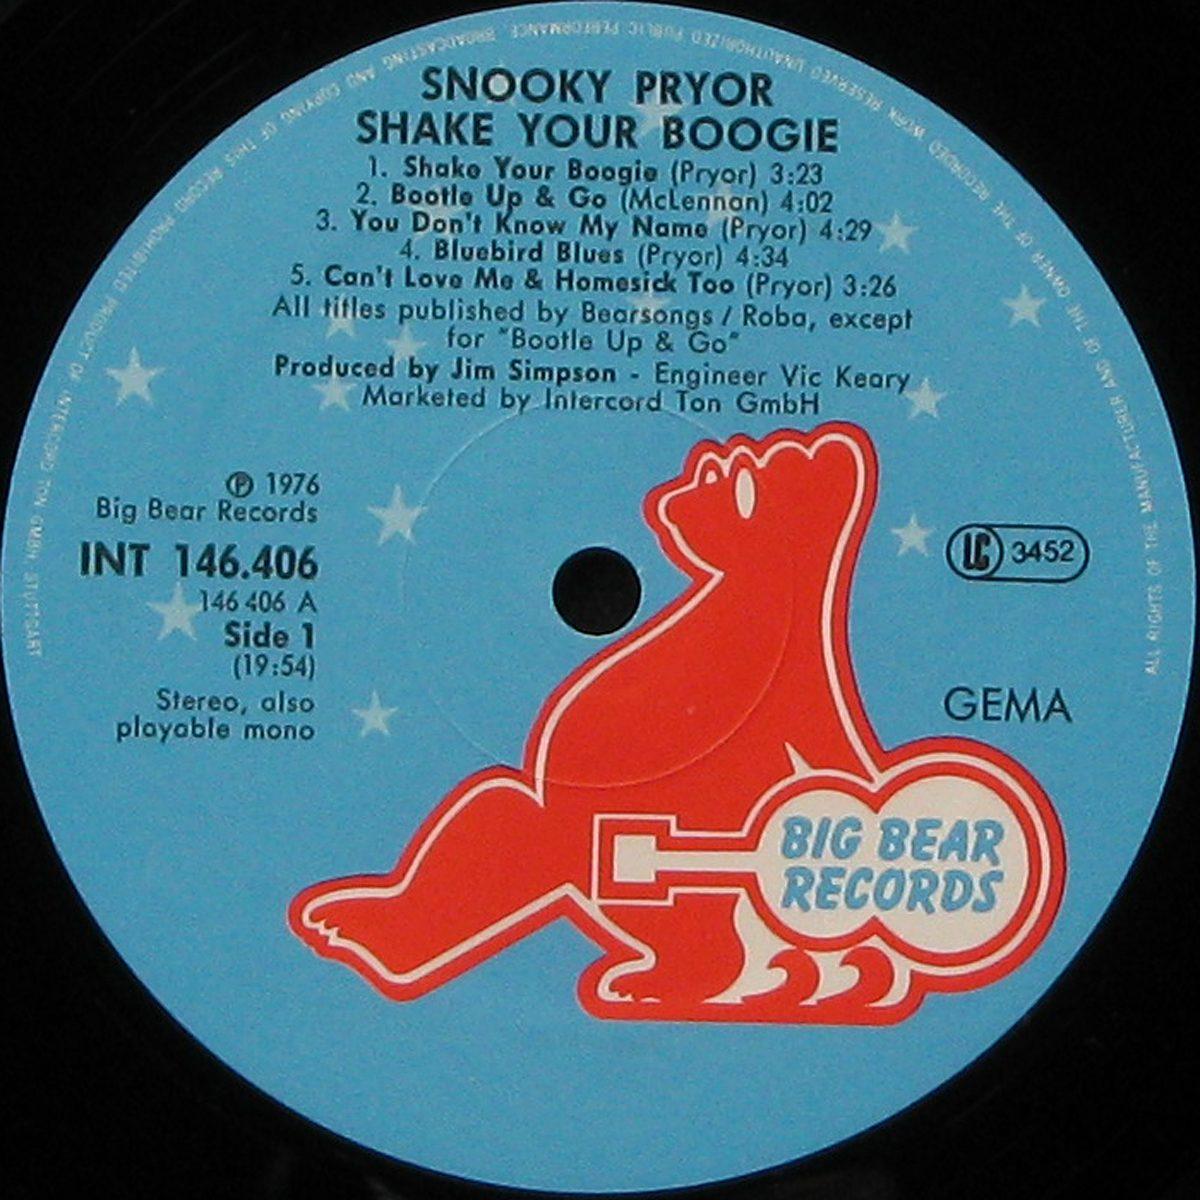 SNOOKY PRYOR
SHAKE YOUR BOOGIE
1. Shake Your Boogie (Pryor) 3:23
2. Bootle Up & Go (McLennan) 4:02
3. You Don't Know My Name (Pryor) 4:29
4. Bluebird Blues (Pryor) 4:34
5. Can't Love Me & Homesick Too (Pryor) 3:26
All titles published by Bearsongs / Roba, except
for "Bootle Up & Go"
Produced by Jim Simpson - Engineer Vic Keary
Marketed by Intercord Ton GmbH
℗ 1976
Big Bear Records
INT 146.406
146 406 A
Side 1
(19:54)
Stereo, also
playable mono
LC 3452
GEMA
BIG BEAR
RECORDS
ALL RIGHTS OF THE MANUFACTURER AND OF THE OWNER OF THE RECORDED WORK RESERVED UNAUTHORIZED PUBLIC PERFORMANCE BROADCASTING AND COPYING OF THIS RECORD PROHIBITED PRODUCT OF INTERCORD TON GMBH STUTTGART